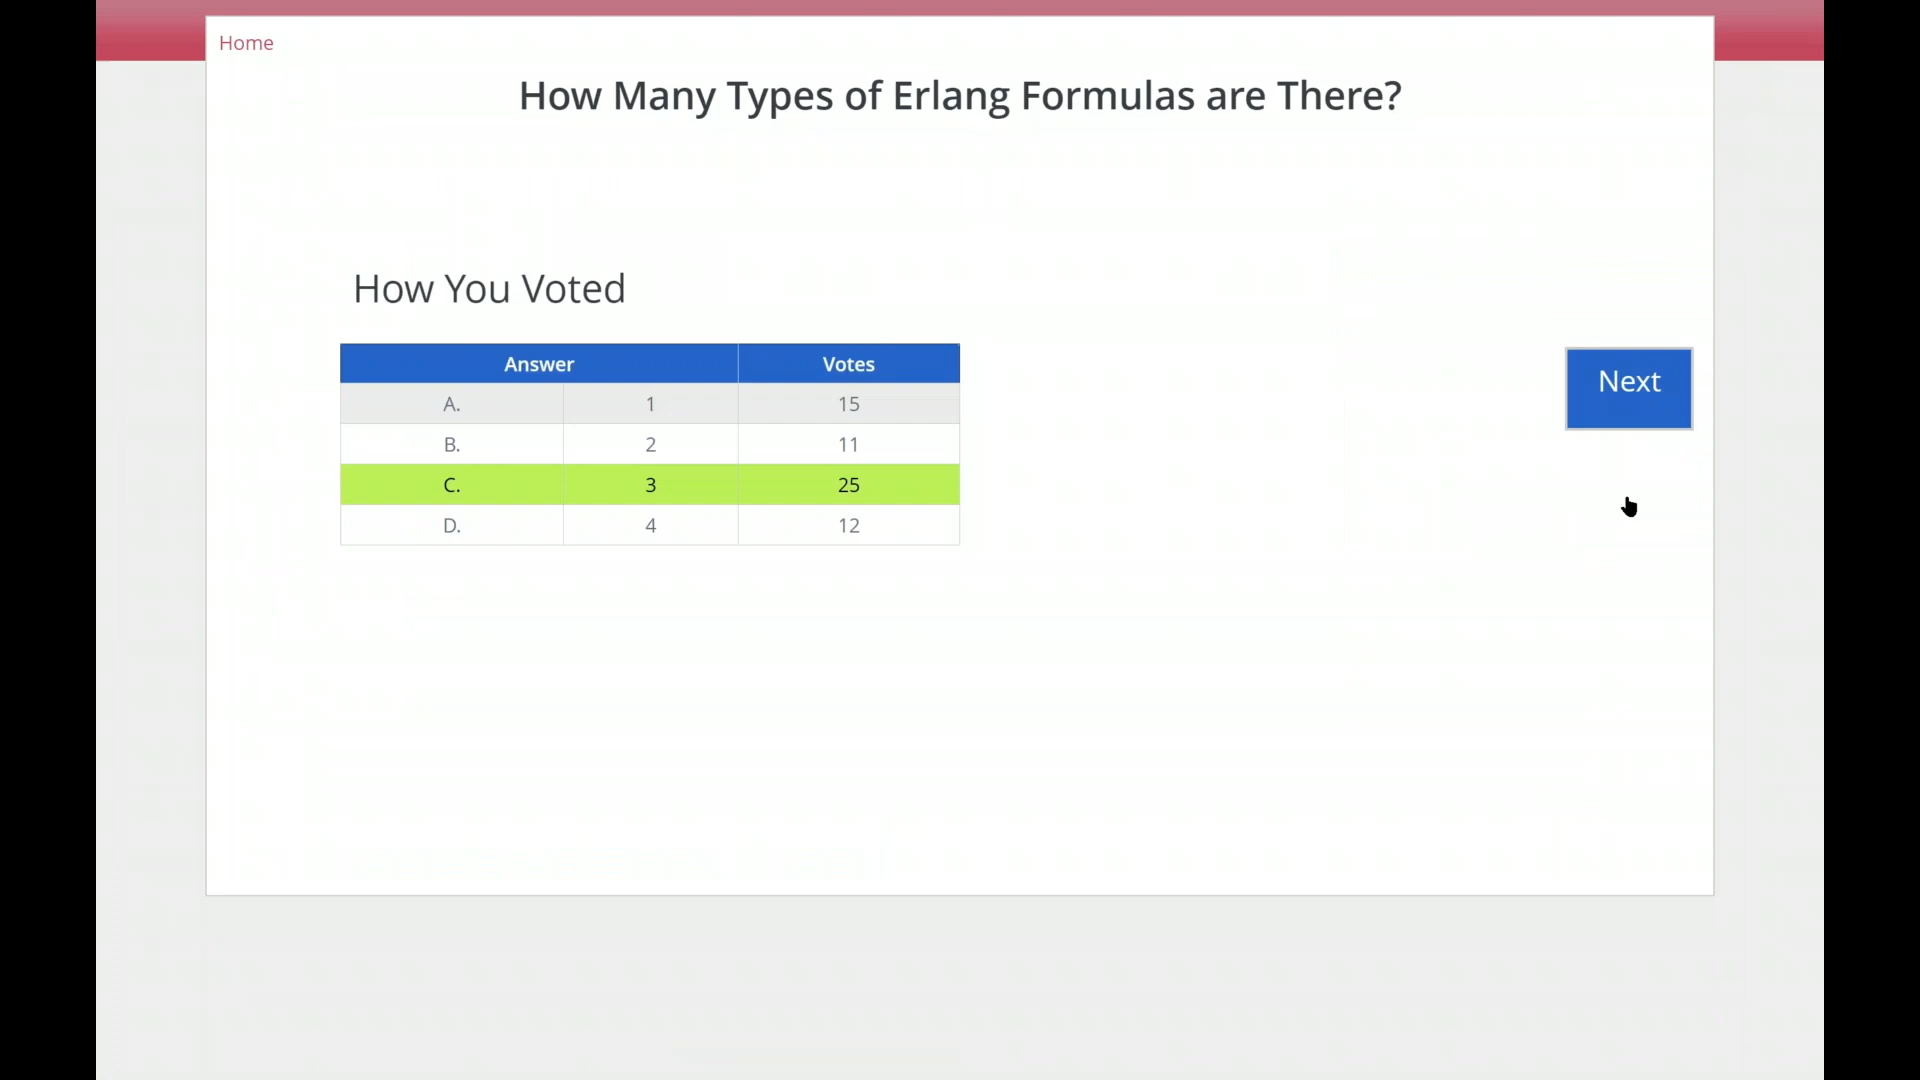 Home
How Many Types of Erlang Formulas are There?
How You Voted
Answer Votes
A. 1 15
B. 2 11
C. 3 25
D. 4 12
Next